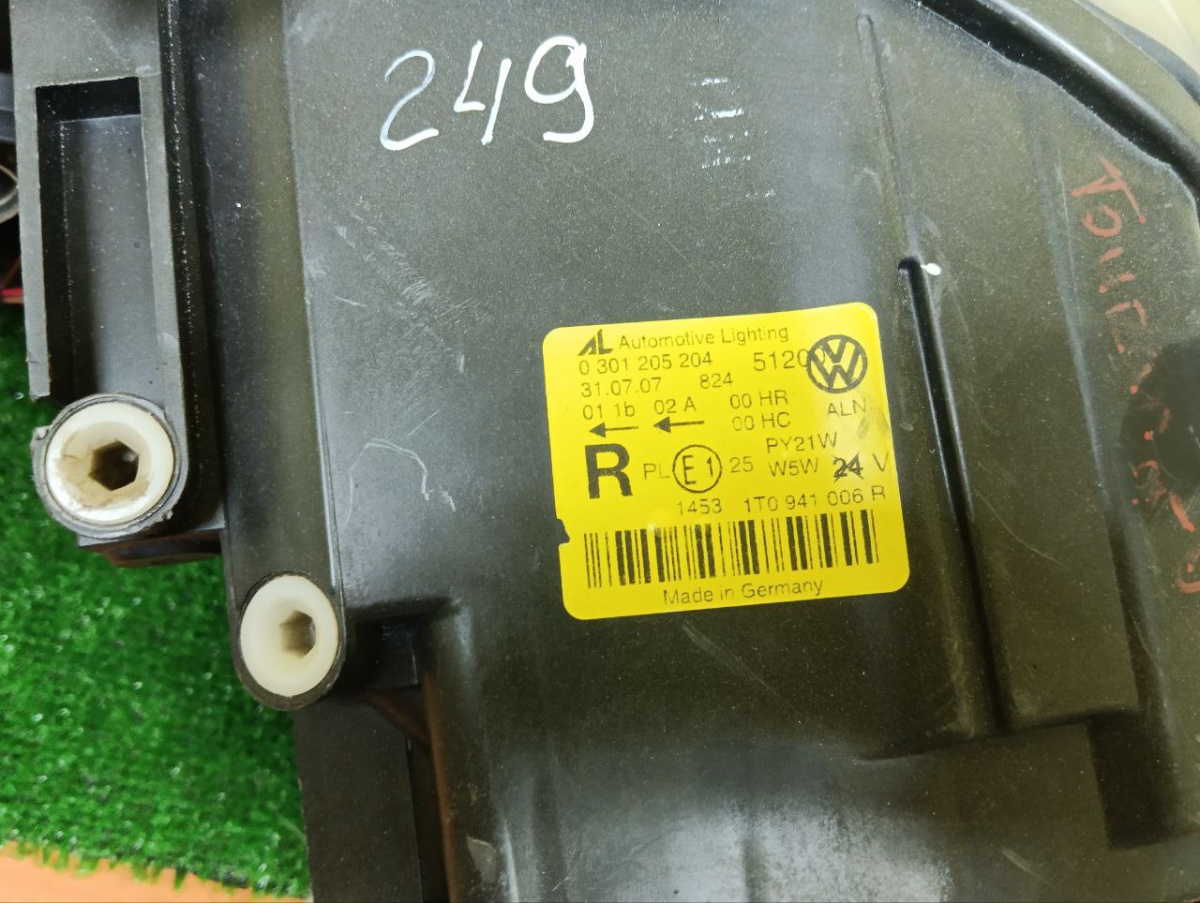 249
AL Automotive Lighting
0 301 205 204 5120
31.07.07 824
01 1b 02 A 00 HR
00 HC ALN
PY21W
R PL E1 25 W5W 24 V
1453 1T0 941 006 R
Made in Germany